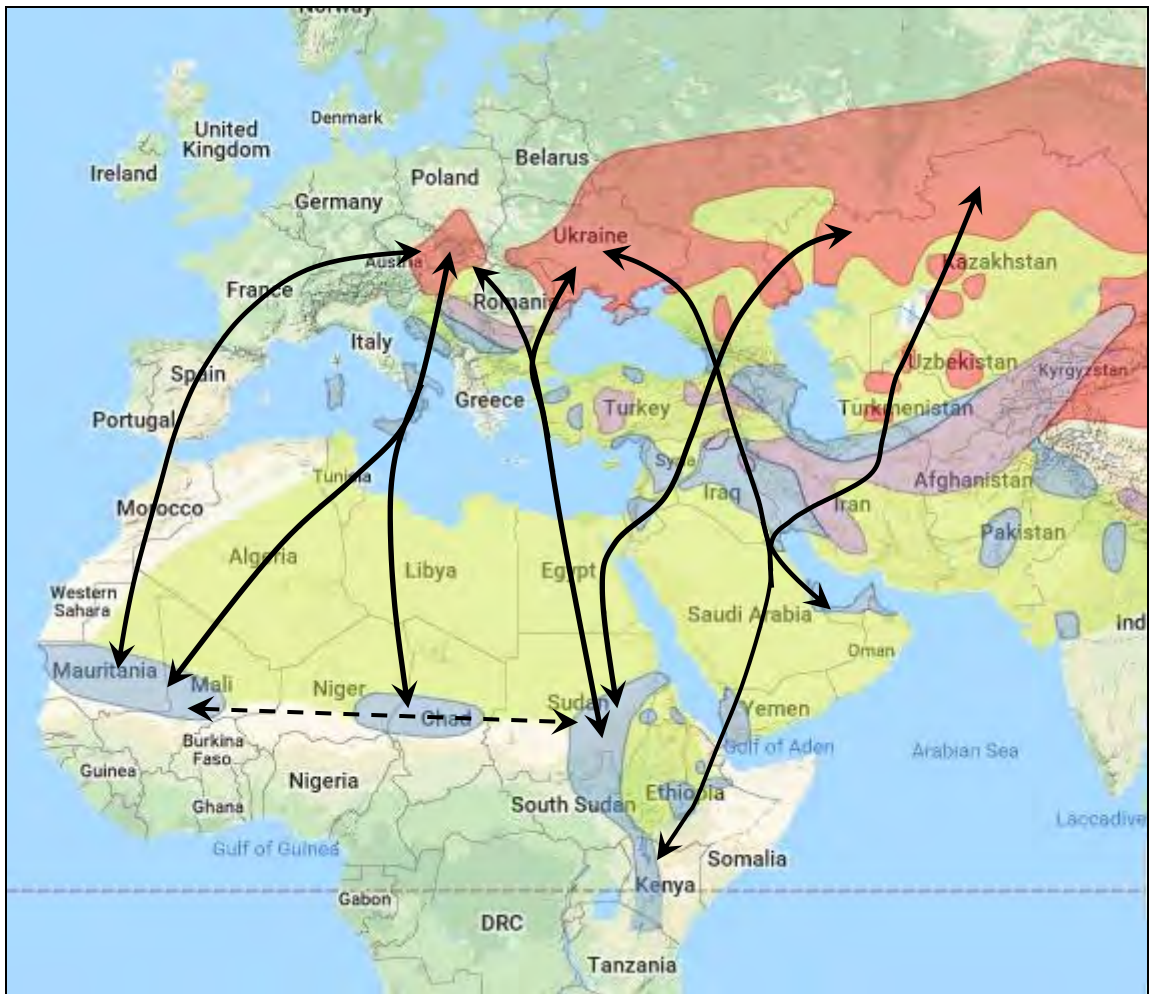 Norway
Denmark
United
Kingdom
Ireland
Belarus
Poland
Germany
Ukraine
Austria
Kazakhstan
France
Romania
Italy
Uzbekistan
Kyrgyzstan
Spain
Greece
Turkey
Turkmenistan
Portugal
Syria
Tunisia
Afghanistan
Iraq
Iran
Morocco
Pakistan
Algeria
Libya
Egypt
Western
Sahara
Saudi Arabia
Ind
Oman
Mauritania
Mali
Niger
Sudan
Chad
Yemen
Burkina
Faso
Gulf of Aden
Arabian Sea
Guinea
Nigeria
Ethiopia
Ghana
South Sudan
Laccadive
Gulf of Guinea
Somalia
Kenya
Gabon
DRC
Tanzania